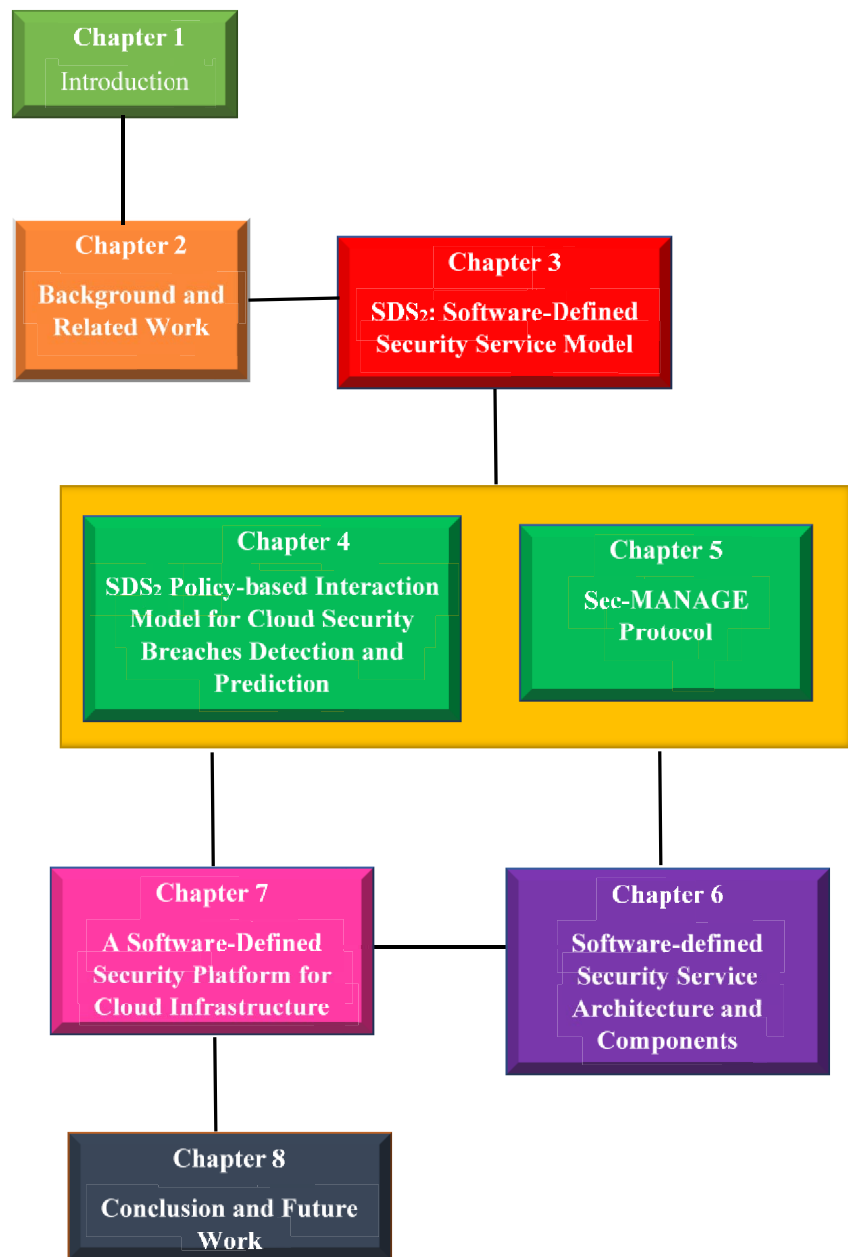 Chapter 1
Introduction
Chapter 2
Background and
Related Work
Chapter 3
SDS₂: Software-Defined
Security Service Model
Chapter 4
SDS₂ Policy-based Interaction
Model for Cloud Security
Breaches Detection and
Prediction
Chapter 5
Sec-MANAGE
Protocol
Chapter 7
A Software-Defined
Security Platform for
Cloud Infrastructure
Chapter 6
Software-defined
Security Service
Architecture and
Components
Chapter 8
Conclusion and Future
Work